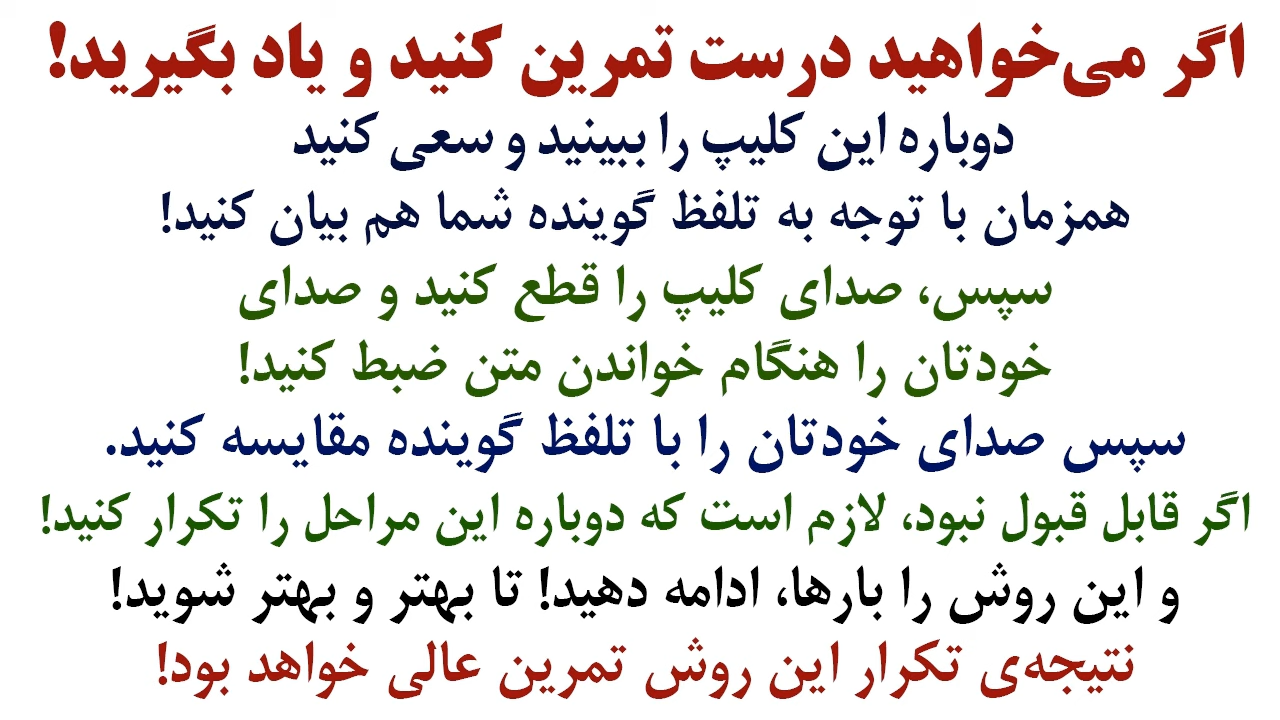 اگر می‌خواهید درست تمرین کنید و یاد بگیرید!
دوباره این کلیپ را ببینید و سعی کنید
همزمان با توجه به تلفظ گوینده شما هم بیان کنید!
سپس، صدای کلیپ را قطع کنید و صدای
خودتان را هنگام خواندن متن ضبط کنید!
سپس صدای خودتان را با تلفظ گوینده مقایسه کنید.
اگر قابل قبول نبود، لازم است که دوباره این مراحل را تکرار کنید!
و این روش را بارها، ادامه دهید! تا بهتر و بهتر شوید!
نتیجه‌ی تکرار این روش تمرین عالی خواهد بود!